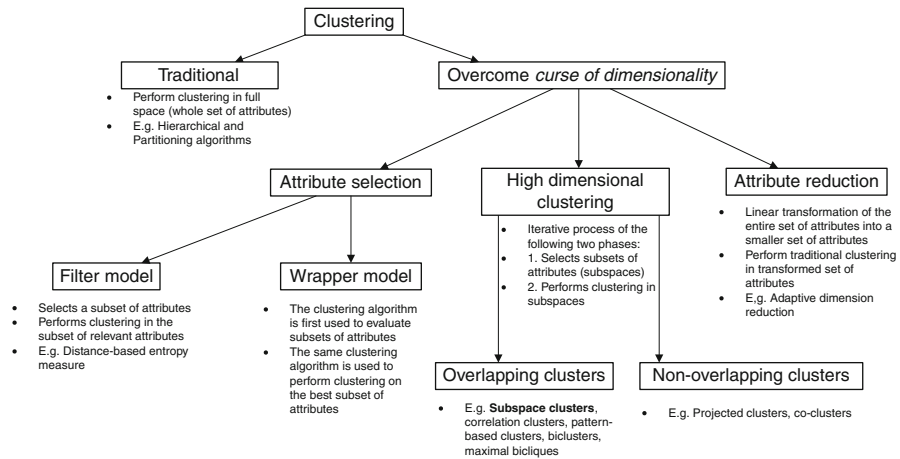 Clustering
Traditional
Overcome curse of dimensionality
• Perform clustering in full
space (whole set of attributes)
• E.g. Hierarchical and
Partitioning algorithms
Attribute selection
High dimensional
clustering
Attribute reduction
• Iterative process of the
following two phases:
• 1. Selects subsets of
attributes (subspaces)
• 2. Performs clustering in
subspaces
• Linear transformation of the
entire set of attributes into a
smaller set of attributes
• Perform traditional clustering
in transformed set of
attributes
• E,g. Adaptive dimension
reduction
Filter model
Wrapper model
• Selects a subset of attributes
• Performs clustering in the
subset of relevant attributes
• E.g. Distance-based entropy
measure
• The clustering algorithm
is first used to evaluate
subsets of attributes
• The same clustering
algorithm is used to
perform clustering on
the best subset of
attributes
Overlapping clusters
Non-overlapping clusters
• E.g. Subspace clusters,
correlation clusters, pattern-
based clusters, biclusters,
maximal bicliques
• E.g. Projected clusters, co-clusters